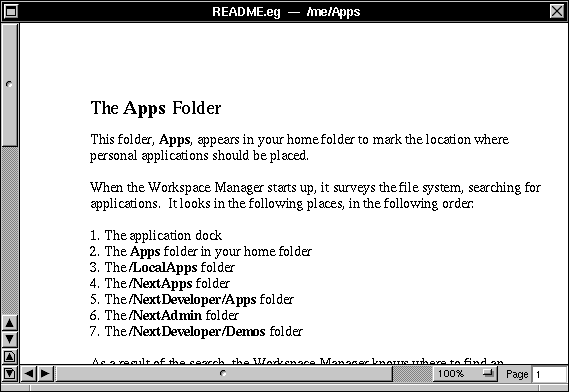 README.eg — /me/Apps
The Apps Folder
This folder, Apps, appears in your home folder to mark the location where
personal applications should be placed.
When the Workspace Manager starts up, it surveys the file system, searching for
applications. It looks in the following places, in the following order:
1. The application dock
2. The Apps folder in your home folder
3. The /LocalApps folder
4. The /NextApps folder
5. The /NextDeveloper/Apps folder
6. The /NextAdmin folder
7. The /NextDeveloper/Demos folder
As a result of the search, the Workspace Manager knows where to find an
100% Page 1